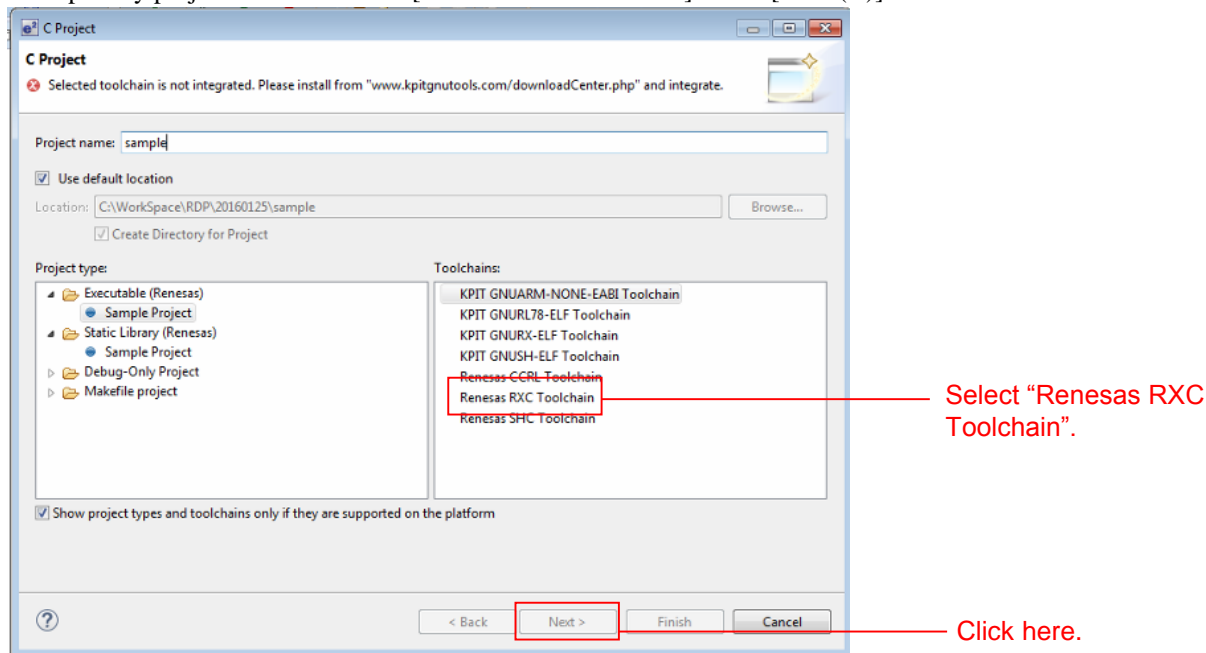 C Project
C Project
Selected toolchain is not integrated. Please install from "www.kpitgnutools.com/downloadCenter.php" and integrate.
Project name: sample
Use default location
Location: C:\WorkSpace\RDP\20160125\sample Browse...
Create Directory for Project
Project type: Toolchains:
Executable (Renesas) KPIT GNUARM-NONE-EABI Toolchain
Sample Project KPIT GNURL78-ELF Toolchain
Static Library (Renesas) KPIT GNURX-ELF Toolchain
Sample Project KPIT GNUSH-ELF Toolchain
Debug-Only Project Renesas CCRL Toolchain
Makefile project Renesas RXC Toolchain
Renesas SHC Toolchain
Select “Renesas RXC
Toolchain”.
Show project types and toolchains only if they are supported on the platform
< Back Next > Finish Cancel
Click here.